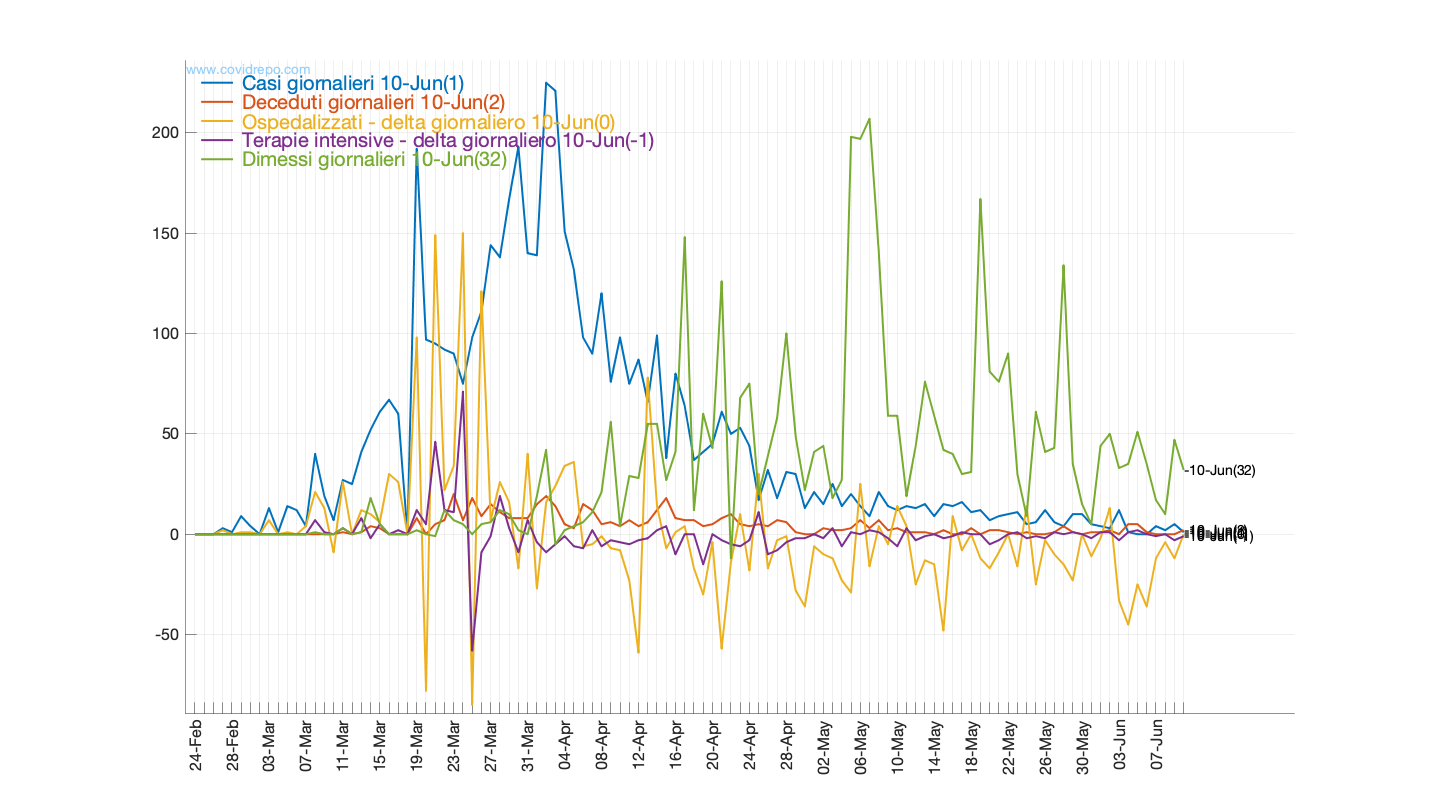 www.covidrepo.com
Casi giornalieri 10-Jun(1)
Deceduti giornalieri 10-Jun(2)
Ospedalizzati - delta giornaliero 10-Jun(0)
Terapie intensive - delta giornaliero 10-Jun(-1)
Dimessi giornalieri 10-Jun(32)
200
150
100
50
0
-50
10-Jun(32)
24-Feb
28-Feb
03-Mar
07-Mar
11-Mar
15-Mar
19-Mar
23-Mar
27-Mar
31-Mar
04-Apr
08-Apr
12-Apr
16-Apr
20-Apr
24-Apr
28-Apr
02-May
06-May
10-May
14-May
18-May
22-May
26-May
30-May
03-Jun
07-Jun